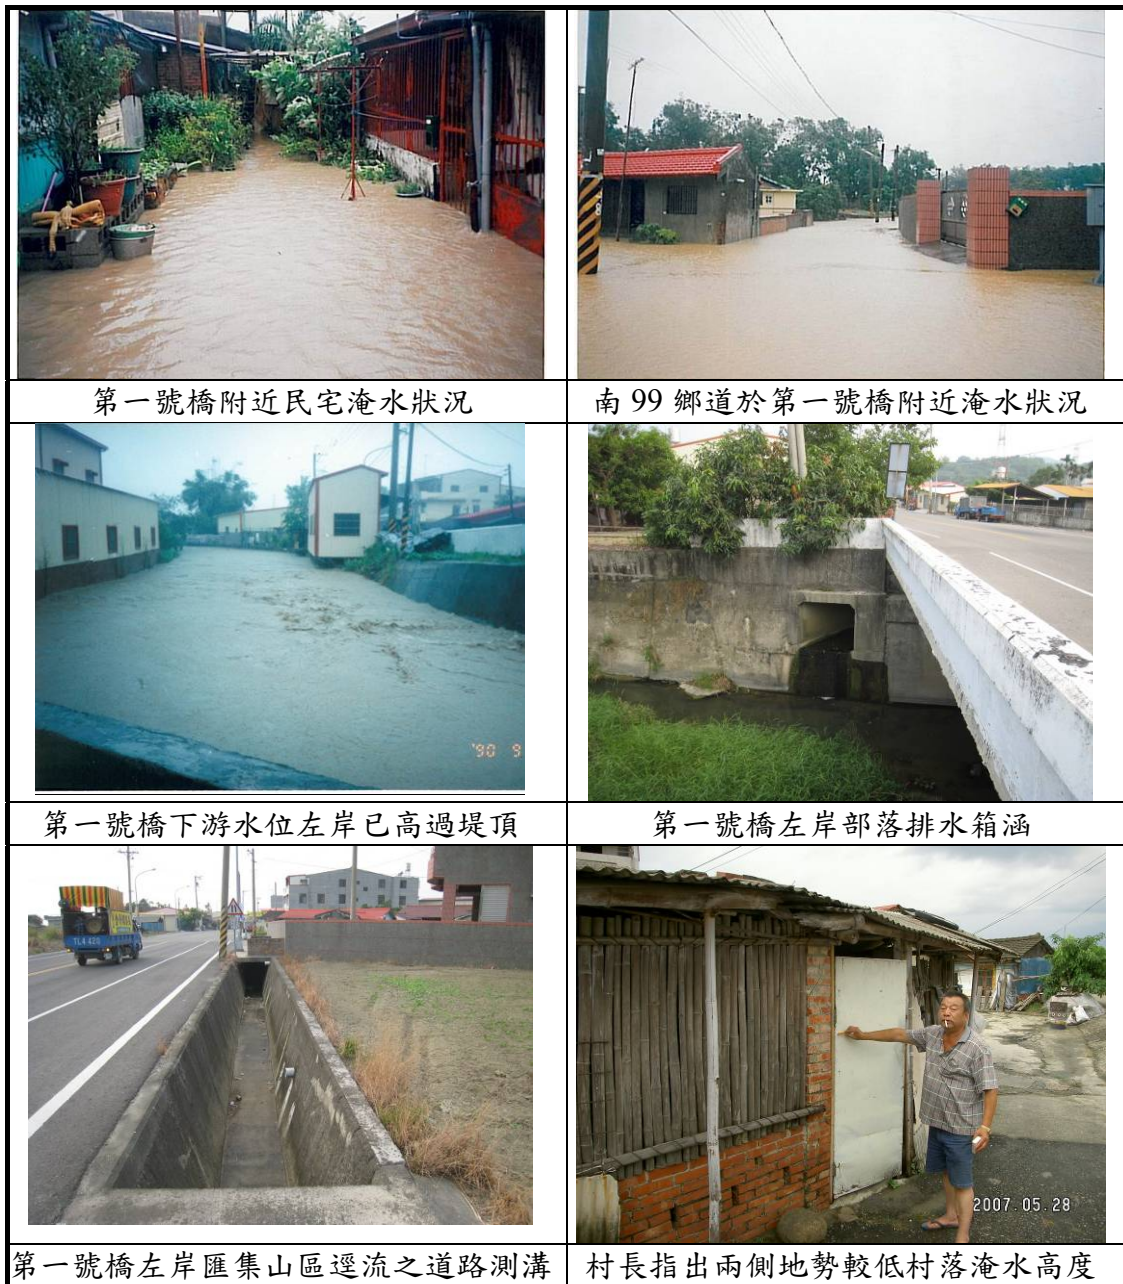 第一號橋附近民宅淹水狀況
南 99 鄉道於第一號橋附近淹水狀況
'90 9
第一號橋下游水位左岸已高過堤頂
第一號橋左岸部落排水箱涵
TL4 420
2007.05.28
第一號橋左岸匯集山區逕流之道路測溝
村長指出兩側地勢較低村落淹水高度